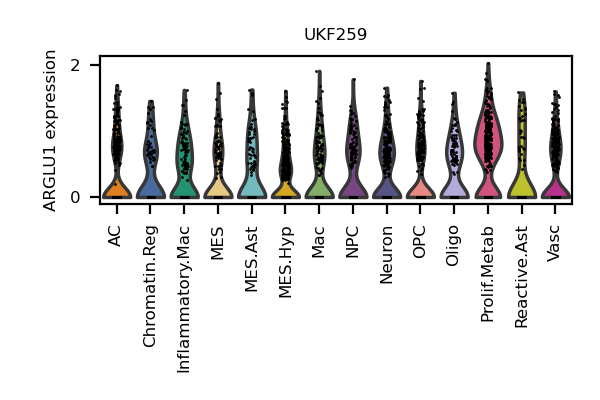 UKF259
ARGLU1 expression
2
0
AC
Chromatin.Reg
Inflammatory.Mac
MES
MES.Ast
MES.Hyp
Mac
NPC
Neuron
OPC
Oligo
Prolif.Metab
Reactive.Ast
Vasc